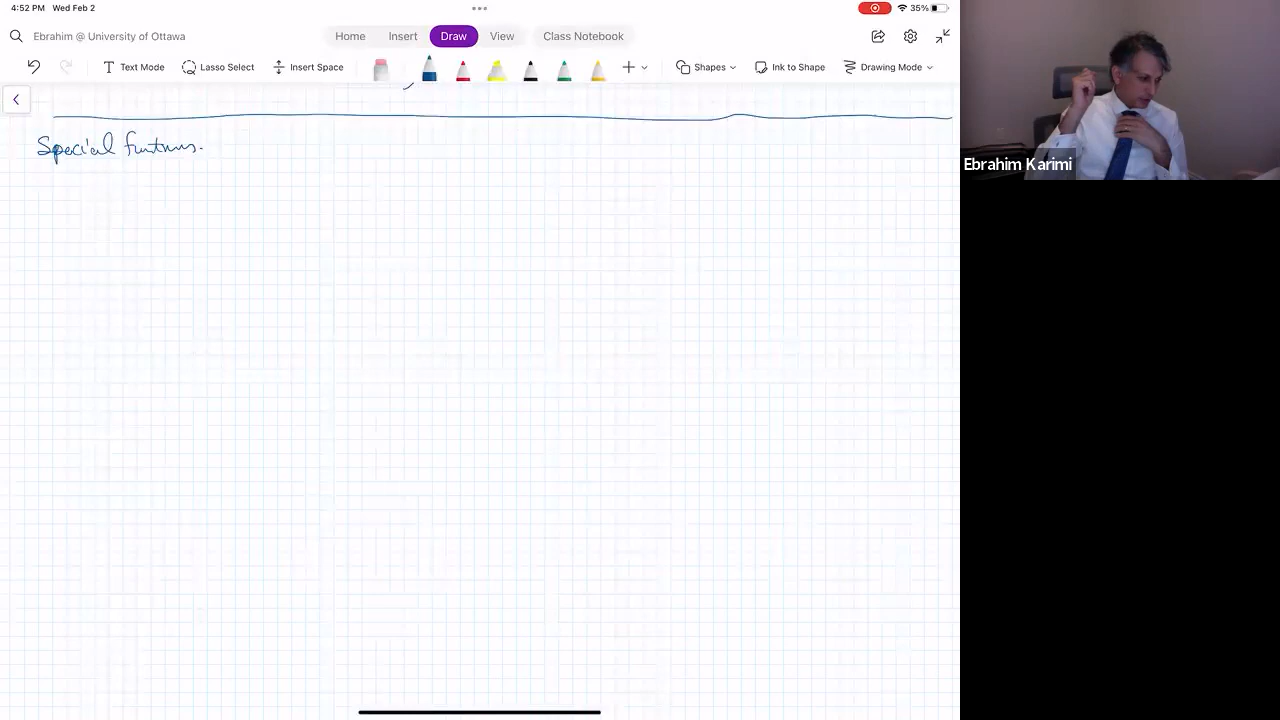 4:52 PM Wed Feb 2
35%
Ebrahim @ University of Ottawa
Home Insert Draw View Class Notebook
Text Mode Lasso Select Insert Space Shapes Ink to Shape Drawing Mode
Special funtions.
Ebrahim Karimi